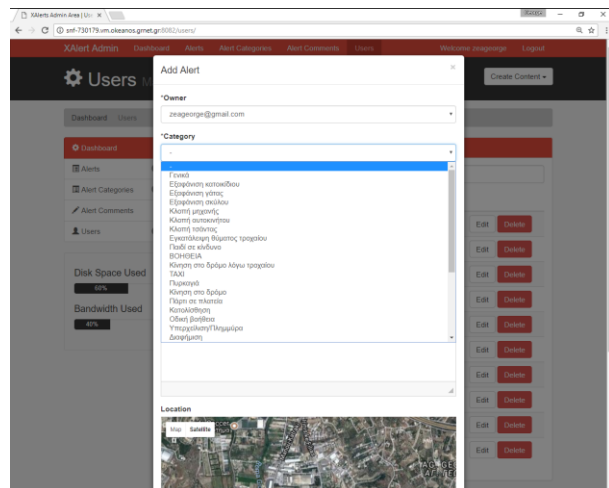 XAlerts Admin Area | Us
snf-730179.vm.okeanos.grnet.gr:8082/users/
XAlert Admin Dashboard Alerts Alert Categories Alert Comments Users Welcome zeageorge Logout
Users
Create Content
Add Alert ×
*Owner
zeageorge@gmail.com
*Category
-
-
Γενικά
Εξαφάνιση κατοικίδιου
Εξαφάνιση γάτας
Εξαφάνιση σκύλου
Κλοπή μηχανής
Κλοπή αυτοκινήτου
Κλοπή τσάντας
Εγκατάλειψη θύματος τροχαίου
Παιδί σε κίνδυνο
ΒΟΗΘΕΙΑ
Κίνηση στο δρόμο λόγω τροχαίου
TAXI
Πυρκαγιά
Κίνηση στο δρόμο
Πάρτι σε πλατεία
Κατολίσθηση
Οδική βοήθεια
Υπερχείλιση/Πλημμύρα
Διαφήμιση
Location
Map Satellite
Dashboard Users
Dashboard
Alerts
Alert Categories
Alert Comments
Users
Disk Space Used
60%
Bandwidth Used
40%
Edit Delete
Edit Delete
Edit Delete
Edit Delete
Edit Delete
Edit Delete
Edit Delete
Edit Delete
Edit Delete
Edit Delete